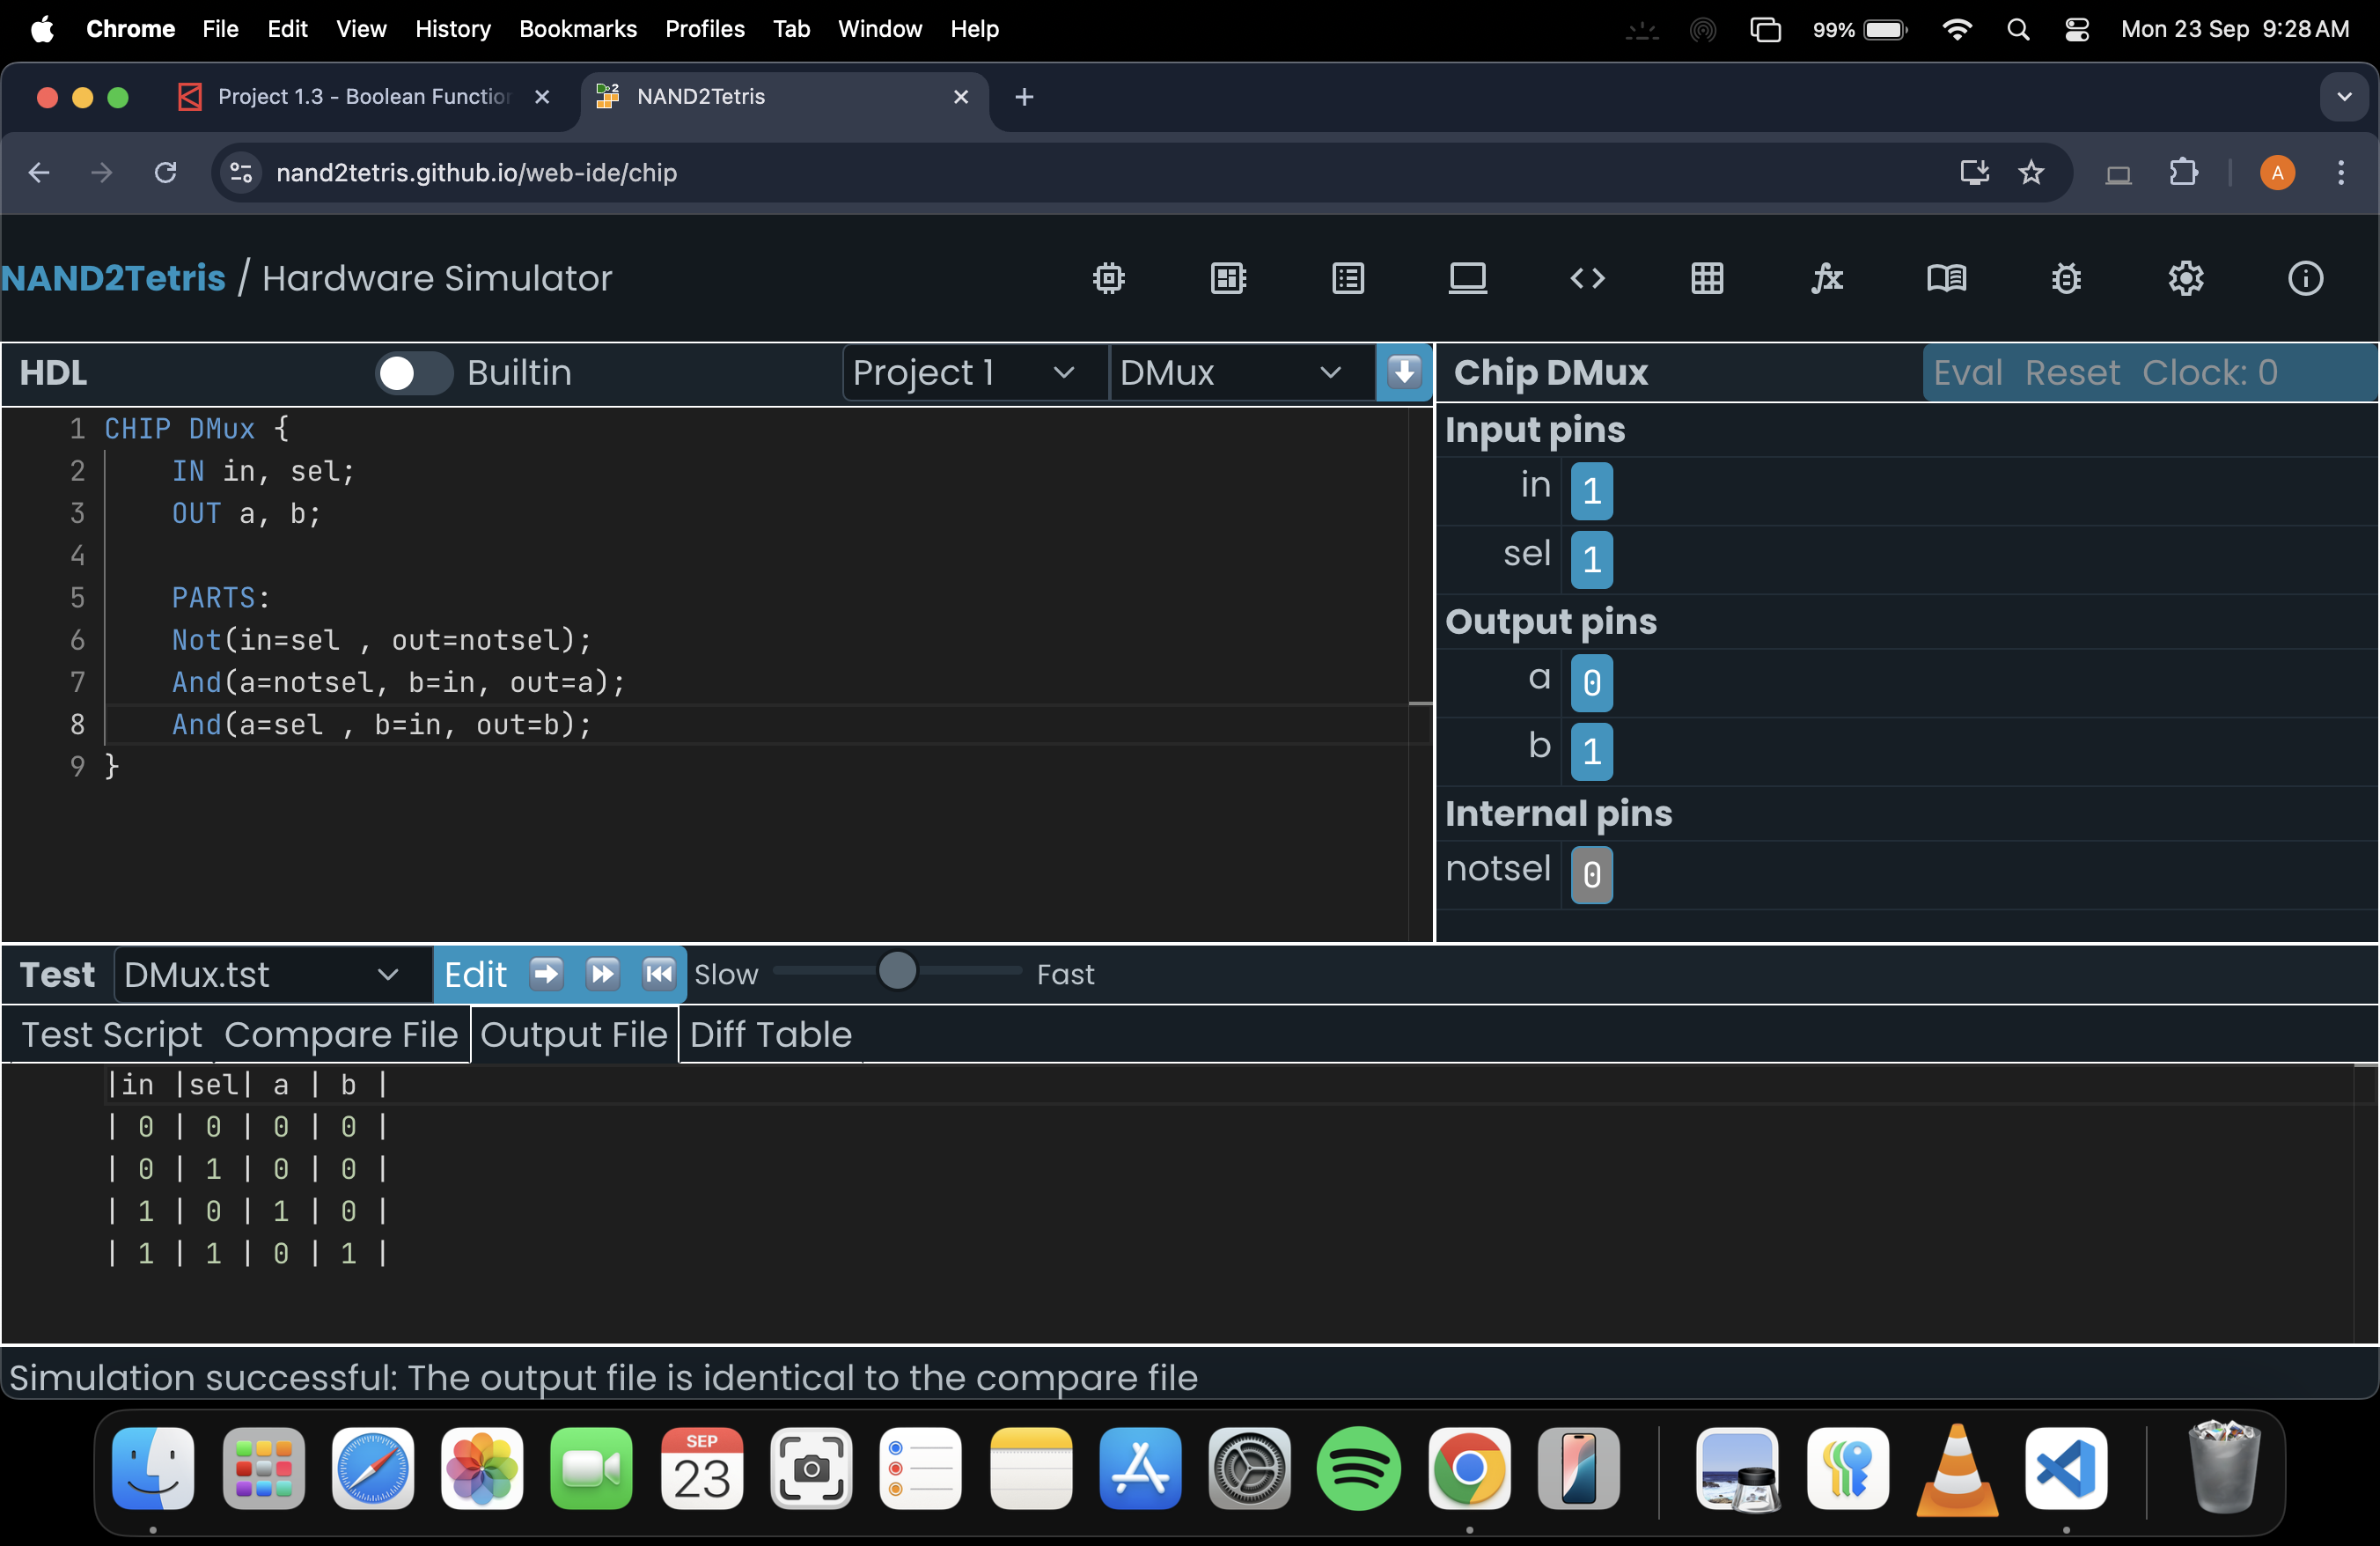 Chrome File Edit View History Bookmarks Profiles Tab Window Help 99% Mon 23 Sep 9:28 AM
Project 1.3 - Boolean Function NAND2Tetris
nand2tetris.github.io/web-ide/chip A
NAND2Tetris / Hardware Simulator
HDL Builtin Project 1 DMux
1 CHIP DMux {
2 IN in, sel;
3 OUT a, b;
4
5 PARTS:
6 Not(in=sel , out=notsel);
7 And(a=notsel, b=in, out=a);
8 And(a=sel , b=in, out=b);
9 }
Chip DMux Eval Reset Clock: 0
Input pins
in 1
sel 1
Output pins
a 0
b 1
Internal pins
notsel 0
Test DMux.tst Edit Slow Fast
Test Script Compare File Output File Diff Table
|in |sel| a | b |
| 0 | 0 | 0 | 0 |
| 0 | 1 | 0 | 0 |
| 1 | 0 | 1 | 0 |
| 1 | 1 | 0 | 1 |
Simulation successful: The output file is identical to the compare file
SEP
23